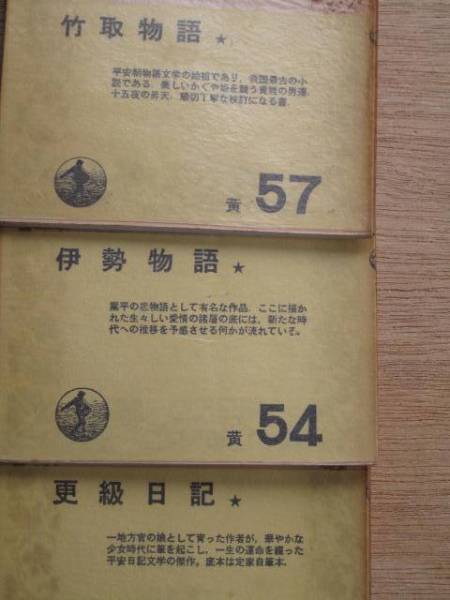 竹取物語★
平安朝物語文学の始祖であり，我国最古の小
説である．美しいかぐや姫を競う貴姓の男達．
十五夜の昇天．懇切丁寧な校訂になる書．
黄 57
伊勢物語★
業平の恋物語として有名な作品．ここに描か
れた生々しい愛情の諸層の底には，新たな時
代への推移を予感させる何かが流れていぞ。
黄 54
更級日記★
一地方官の娘として育った作者が，華やかな
少女時代に筆を起こし，一生の運命を綴った
平安日記文学の傑作．底本は定家自筆本．